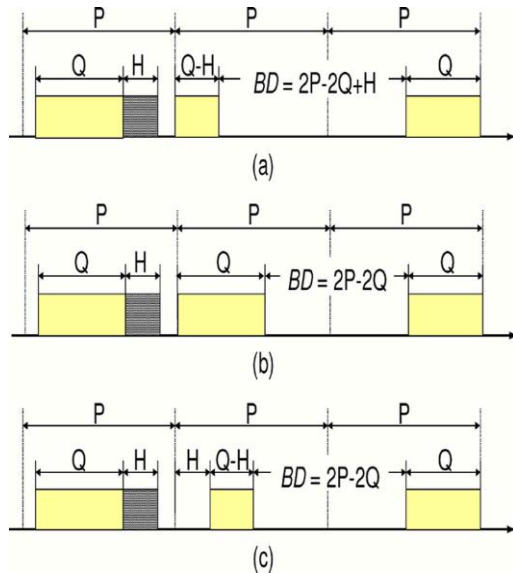 P P P
Q H Q-H BD = 2P-2Q+H Q
(a)
P P P
Q H Q BD = 2P-2Q Q
(b)
P P P
Q H H Q-H BD = 2P-2Q Q
(c)